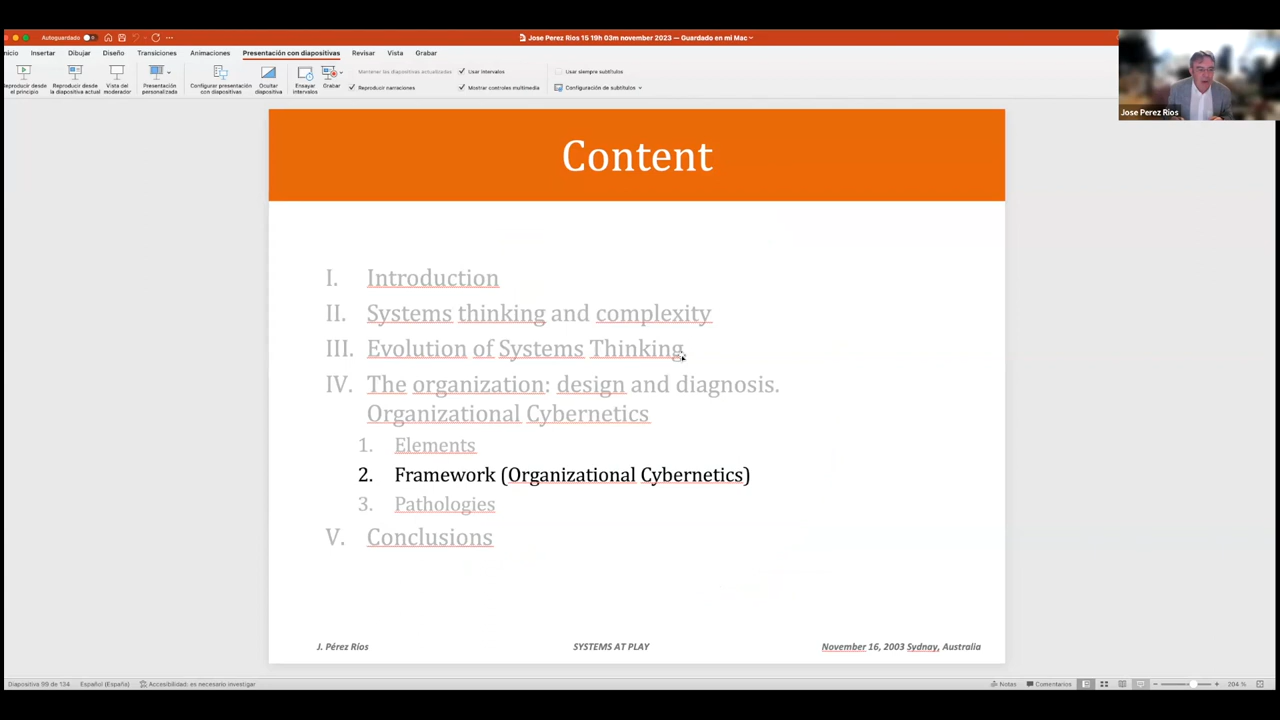 Autoguardado
Jose Perez Rios 15 19h 03m november 2023 — Guardado en mi Mac
nicio Insertar Dibujar Diseño Transiciones Animaciones Presentación con diapositivas Revisar Vista Grabar
Reproducir desde el principio
Reproducir desde la diapositiva actual
Vista del moderador
Presentación personalizada
Configurar presentación con diapositivas
Ocultar diapositiva
Ensayar intervalos
Grabar
Mantener las diapositivas actualizadas
Reproducir narraciones
Usar intervalos
Mostrar controles multimedia
Usar siempre subtítulos
Configuración de subtítulos
Jose Perez Rios
Content
I. Introduction
II. Systems thinking and complexity
III. Evolution of Systems Thinking
IV. The organization: design and diagnosis.
Organizational Cybernetics
1. Elements
2. Framework (Organizational Cybernetics)
3. Pathologies
V. Conclusions
J. Pérez Ríos SYSTEMS AT PLAY November 16, 2003 Sydnay, Australia
Diapositiva 99 de 134 Español (España) Accesibilidad: es necesario investigar Notas Comentarios 204 %